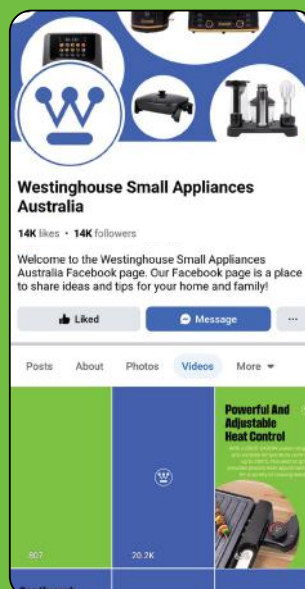 Westinghouse Small Appliances
Australia
14K likes • 14K followers
Welcome to the Westinghouse Small Appliances
Australia Facebook page. Our Facebook page is a place
to share ideas and tips for your home and family!
Liked
Message
...
Posts About Photos Videos More
Powerful And
Adjustable
Heat Control
807
20.2K